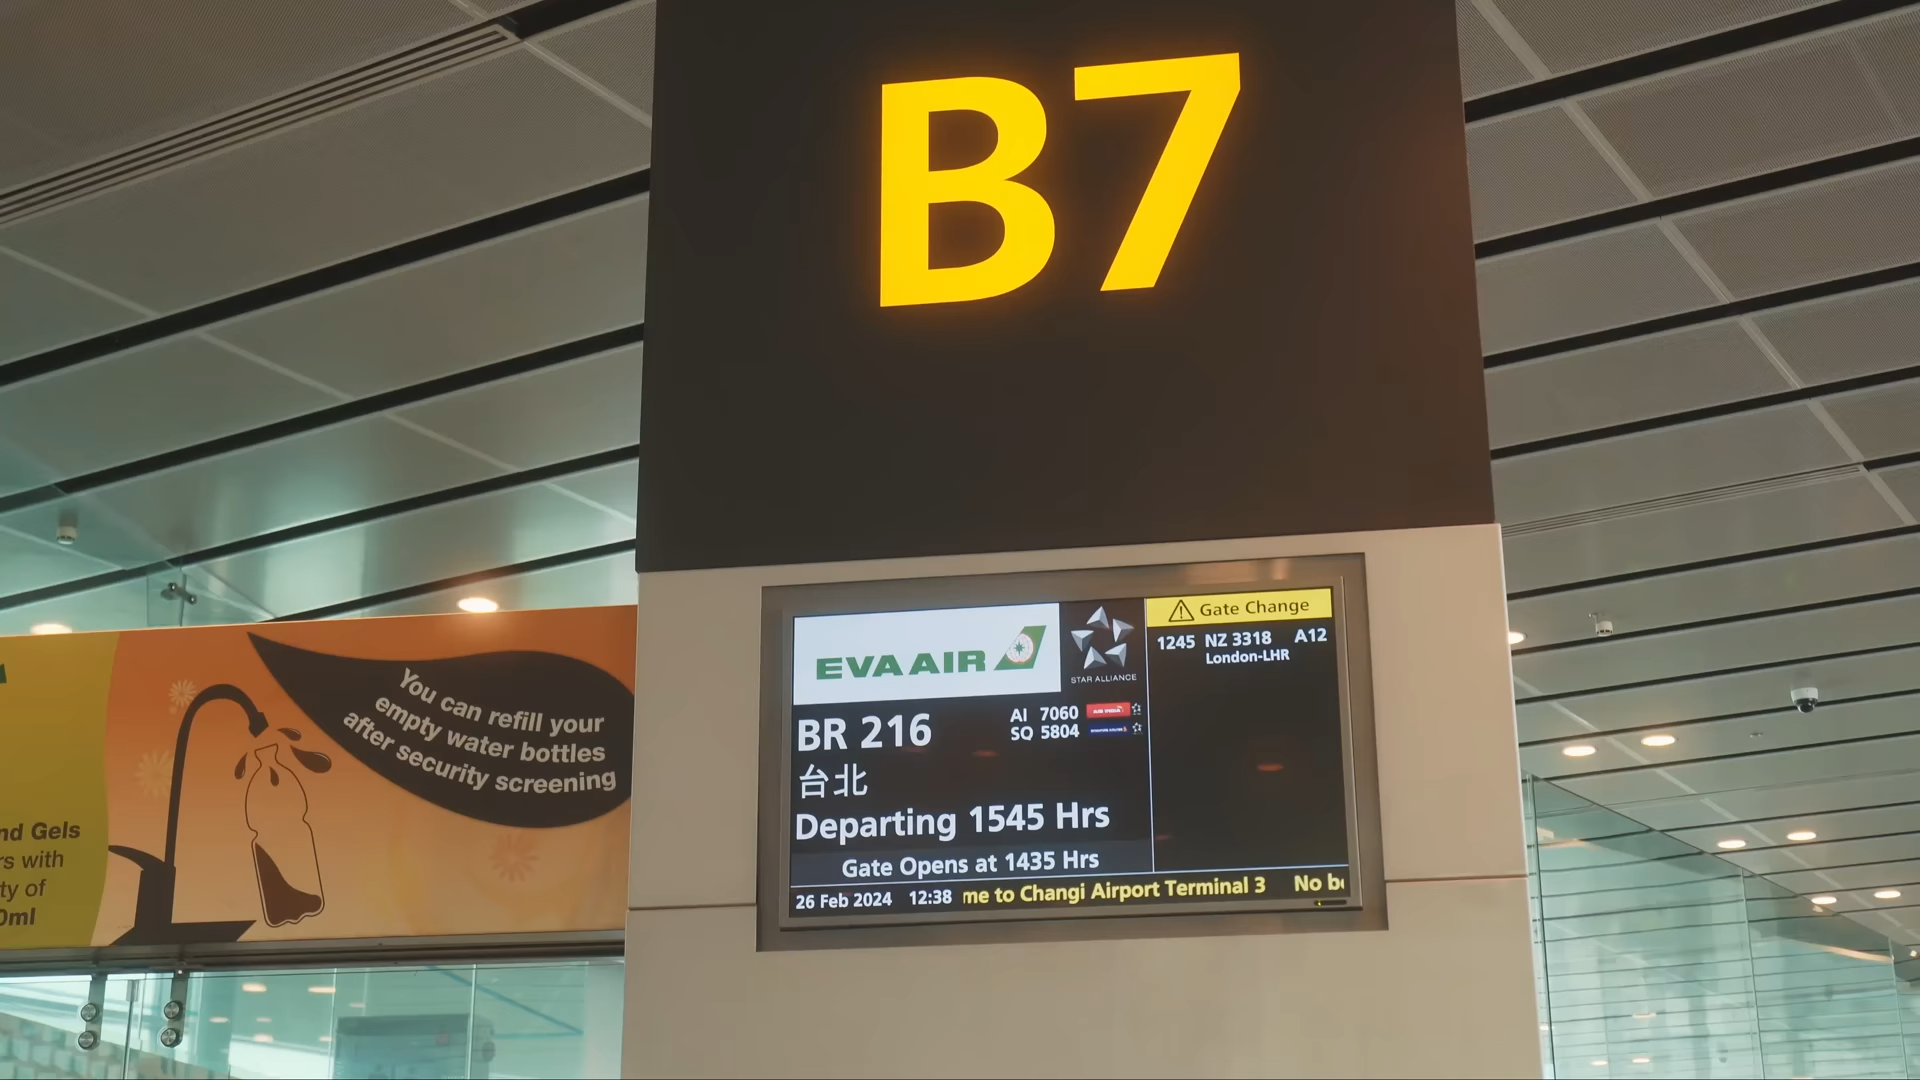 B7
EVA AIR
STAR ALLIANCE
BR 216
AI 7060
SQ 5804
台北
Departing 1545 Hrs
Gate Opens at 1435 Hrs
Gate Change
1245 NZ 3318 A12
London-LHR
26 Feb 2024 12:38 me to Changi Airport Terminal 3 No b
You can refill your
empty water bottles
after security screening
nd Gels
rs with
ty of
0ml